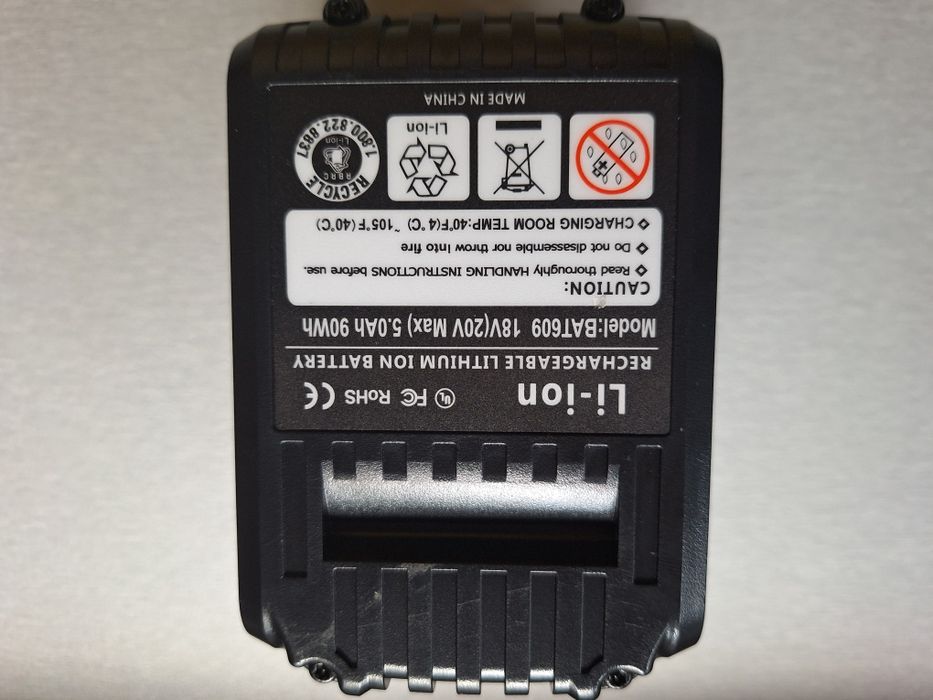 Li-ion
UL FC RoHS CE
RECHARGEABLE LITHIUM ION BATTERY
Model:BAT609 18V(20V Max) 5.0Ah 90Wh
CAUTION:
◇ Read thoroughly HANDLING INSTRUCTIONS before use.
◇ Do not disassemble nor throw into fire
◇ CHARGING ROOM TEMP:40°F(4°C) ~105°F(40°C)
Li-ion
RECYCLE
RBRC
Li-ion
1.800.822.8837
MADE IN CHINA